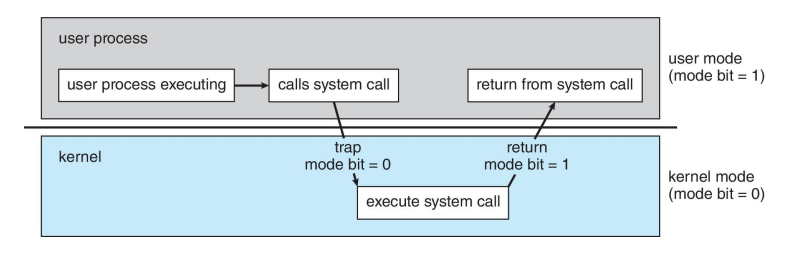 user process
user process executing
calls system call
return from system call
user mode
(mode bit = 1)
trap
mode bit = 0
return
mode bit = 1
kernel
execute system call
kernel mode
(mode bit = 0)